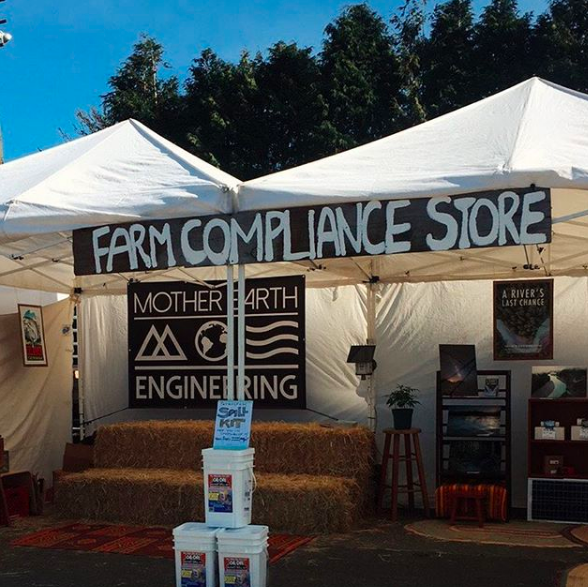 FARM COMPLIANCE STORE
MOTHER EARTH
ENGINEERING
A RIVER'S
LAST CHANCE
SPILL
KIT